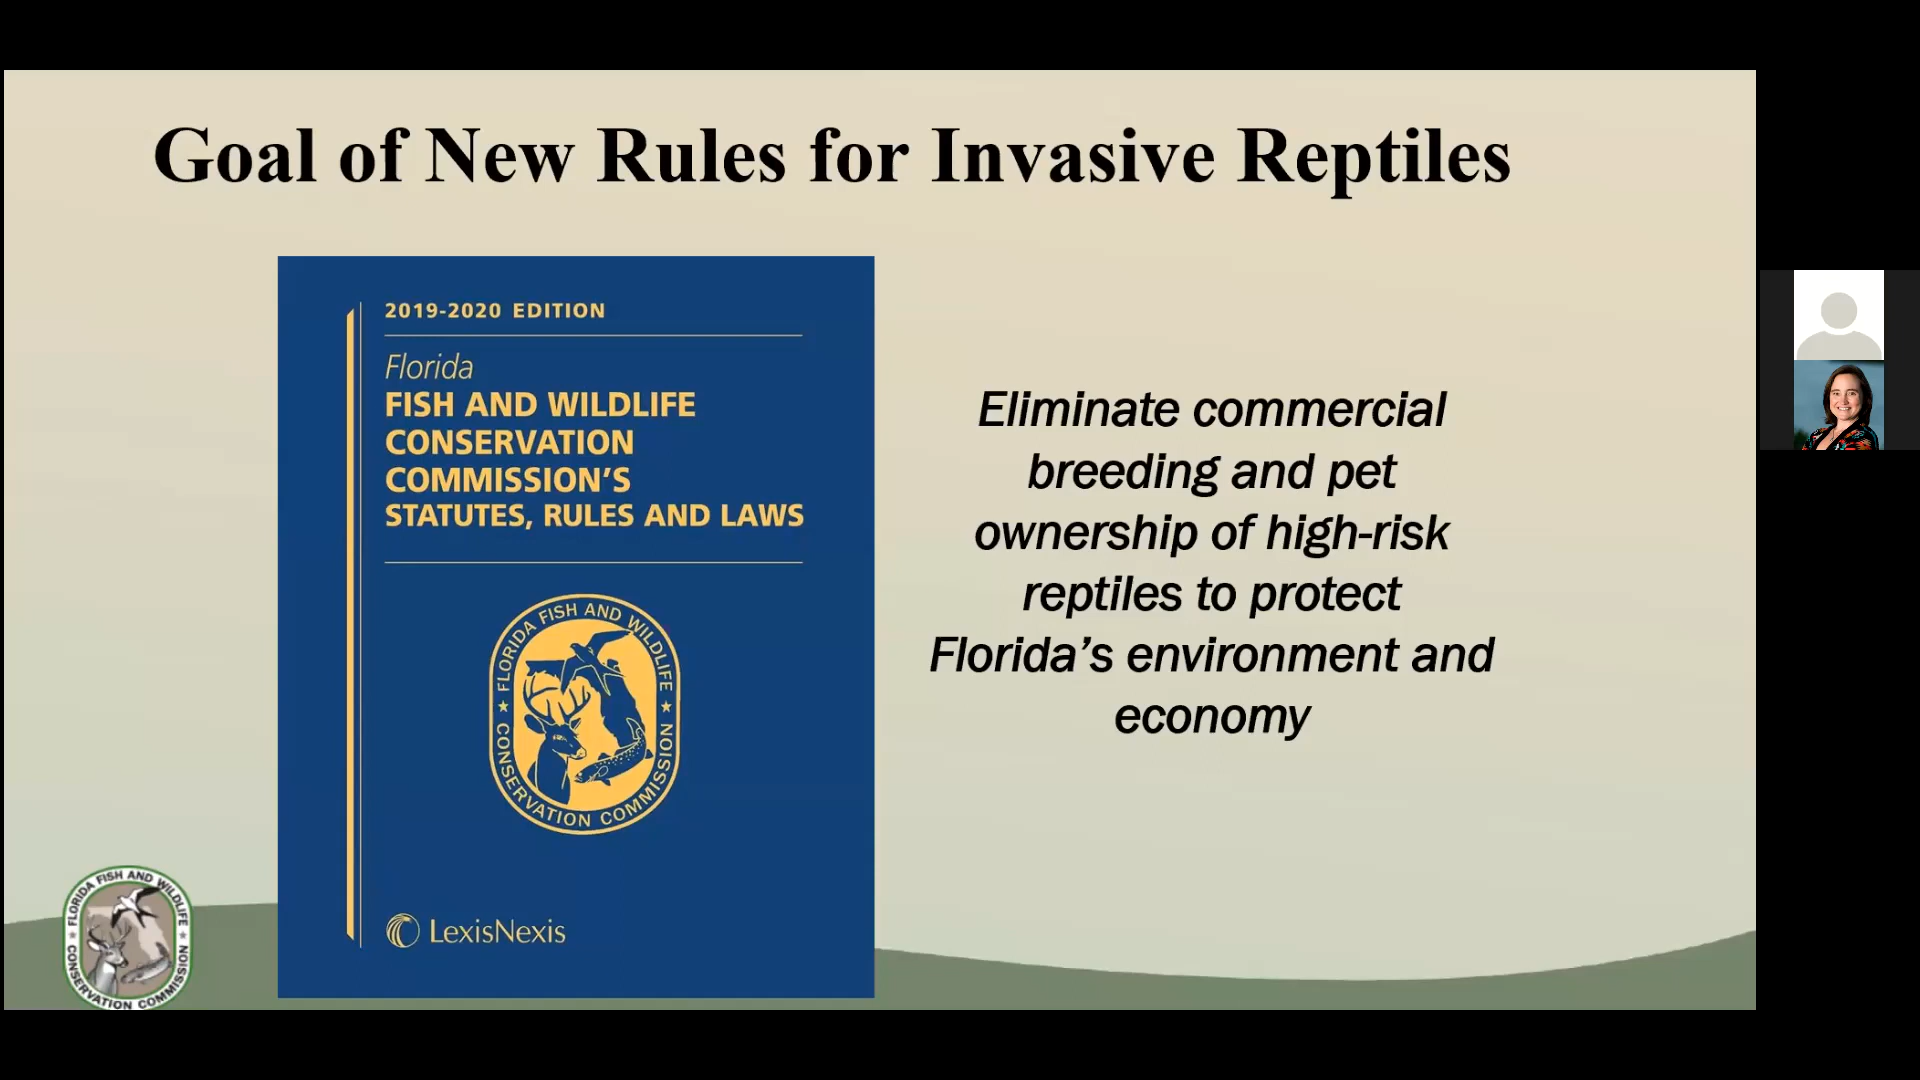 Goal of New Rules for Invasive Reptiles
2019-2020 EDITION
Florida
FISH AND WILDLIFE
CONSERVATION
COMMISSION’S
STATUTES, RULES AND LAWS
FLORIDA FISH AND WILDLIFE
CONSERVATION COMMISSION
LexisNexis
Eliminate commercial
breeding and pet
ownership of high-risk
reptiles to protect
Florida’s environment and
economy
FLORIDA FISH AND WILDLIFE
CONSERVATION COMMISSION